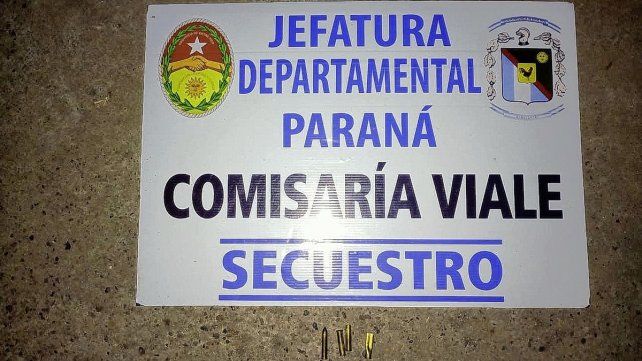 JEFATURA
DEPARTAMENTAL
PARANÁ
COMISARÍA VIALE
SECUESTRO